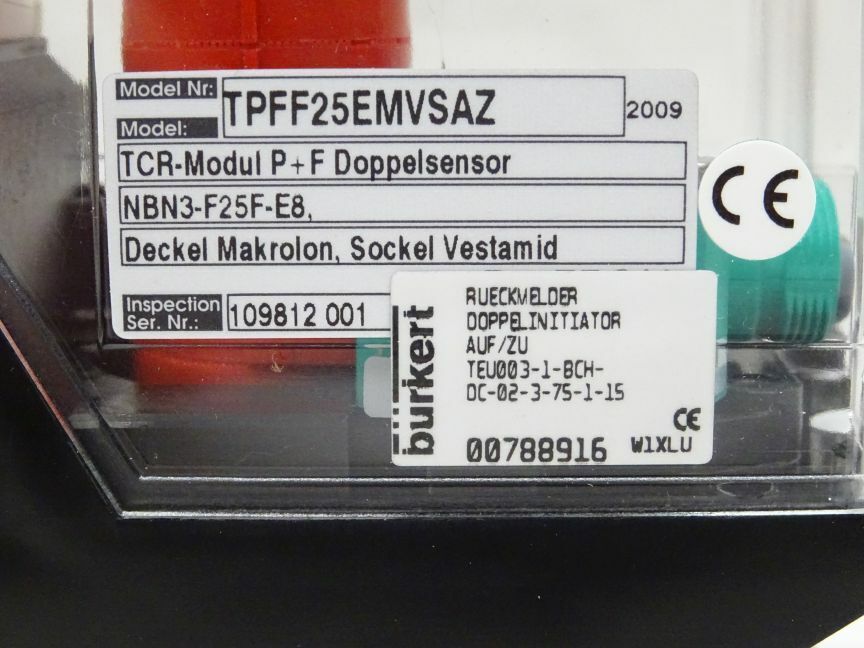 Model Nr:
TPFF25EMVSAZ
2009
Model:
TCR-Modul P+F Doppelsensor
NBN3-F25F-E8,
Deckel Makrolon, Sockel Vestamid
Inspection
Ser. Nr.:
109812 001
CE
bürkert
RUECKMELDER
DOPPELINITIATOR
AUF/ZU
TEU003-1-BCH-
DC-02-3-75-1-15
CE
00788916
W1XLU